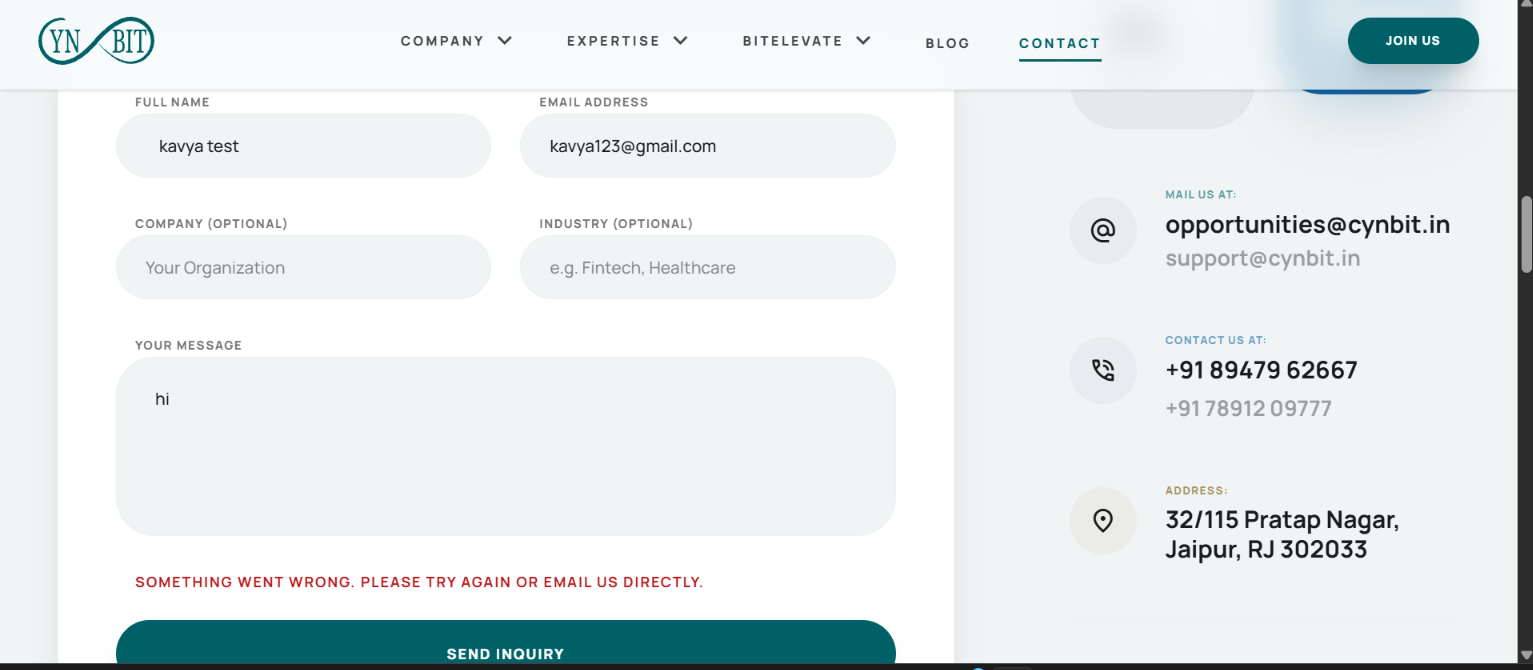 YN BIT
COMPANY
EXPERTISE
BITELEVATE
BLOG
CONTACT
JOIN US
FULL NAME
kavya test
EMAIL ADDRESS
kavya123@gmail.com
COMPANY (OPTIONAL)
Your Organization
INDUSTRY (OPTIONAL)
e.g. Fintech, Healthcare
YOUR MESSAGE
hi
SOMETHING WENT WRONG. PLEASE TRY AGAIN OR EMAIL US DIRECTLY.
SEND INQUIRY
MAIL US AT:
opportunities@cynbit.in
support@cynbit.in
CONTACT US AT:
+91 89479 62667
+91 78912 09777
ADDRESS:
32/115 Pratap Nagar,
Jaipur, RJ 302033